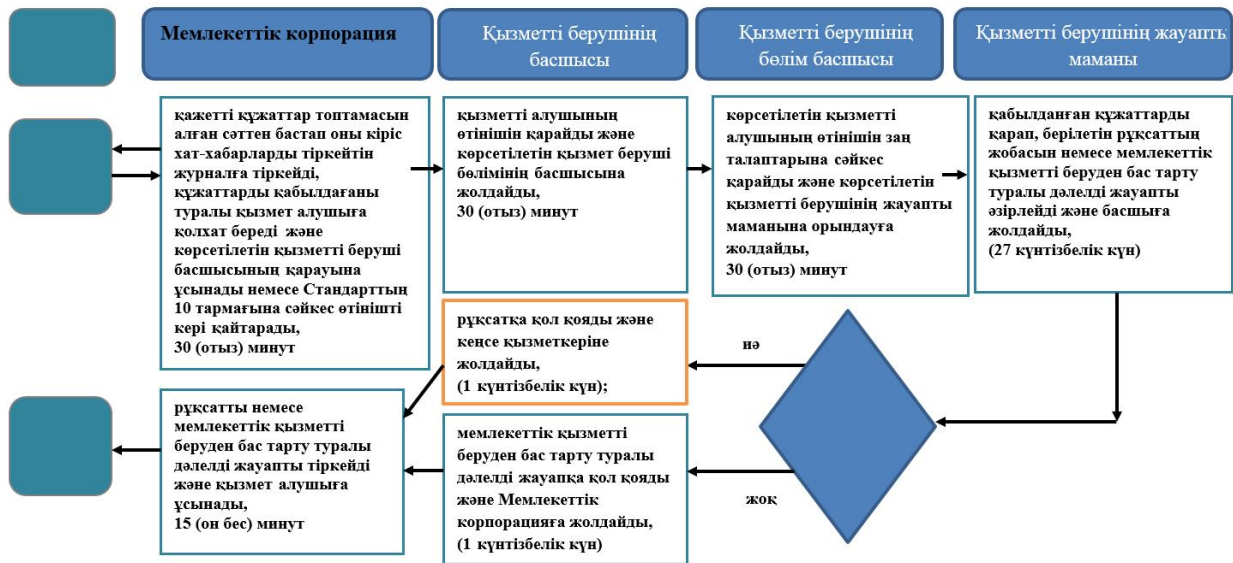 Мемлекеттік корпорация
Қызметті берушінің
басшысы
Қызметті берушінің
бөлім басшысы
Қызметті берушінің жауапты
маманы
қажетті құжаттар топтамасын
алған сәттен бастап оны кіріс
хат-хабарларды тіркейтін
журналға тіркейді,
құжаттарды қабылдағаны
туралы қызмет алушыға
қолхат береді және
көрсетілетін қызметті беруші
басшысының қарауына
ұсынады немесе Стандарттың
10 тармағына сәйкес өтінішті
кері қайтарады,
30 (отыз) минут
қызметті алушының
өтінішін қарайды және
көрсетілетін қызмет беруші
бөлімінің басшысына
жолдайды,
30 (отыз) минут
көрсетілетін қызметті
алушының өтінішін заң
талаптарына сәйкес
қарайды және көрсетілетін
қызметті берушінің жауапты
маманына орындауға
жолдайды,
30 (отыз) минут
қабылданған құжаттарды
қарап, берілетін рұқсаттың
жобасын немесе мемлекеттік
қызметті беруден бас тарту
туралы дәлелді жауапты
әзірлейді және басшыға
жолдайды,
(27 күнтізбелік күн)
рұқсатқа қол қояды және
кеңсе қызметкеріне
жолдайды,
(1 күнтізбелік күн);
иә
рұқсатты немесе
мемлекеттік қызметті
беруден бас тарту туралы
дәлелді жауапты тіркейді
және қызмет алушыға
ұсынады,
15 (он бес) минут
мемлекеттік қызметті
беруден бас тарту туралы
дәлелді жауапқа қол қояды
және Мемлекеттік
корпорацияға жолдайды,
(1 күнтізбелік күн)
жоқ